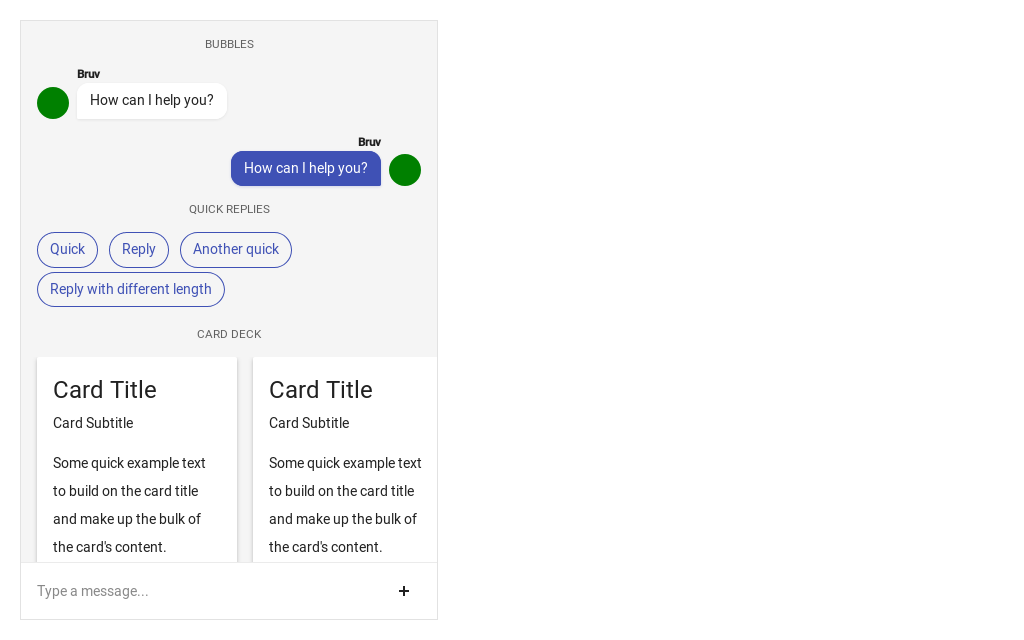 BUBBLES
Bruv
How can I help you?
Bruv
How can I help you?
QUICK REPLIES
Quick
Reply
Another quick
Reply with different length
CARD DECK
Card Title
Card Subtitle
Some quick example text
to build on the card title
and make up the bulk of
the card's content.
Card Title
Card Subtitle
Some quick example text
to build on the card title
and make up the bulk of
the card's content.
Type a message...
+